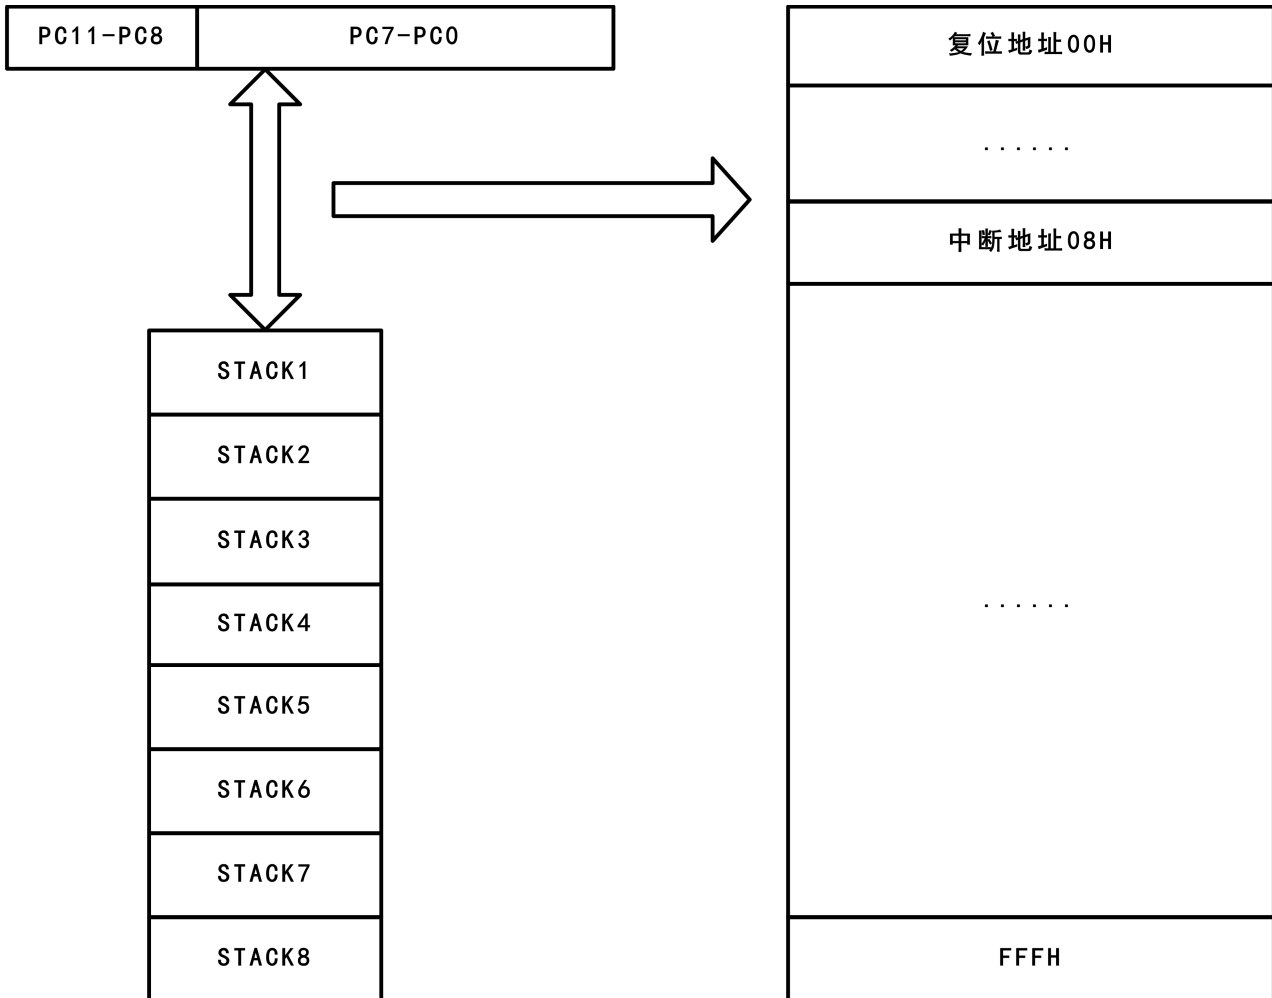 PC11-PC8
PC7-PC0
复位地址00H
......
中断地址08H
STACK1
STACK2
STACK3
STACK4
STACK5
STACK6
STACK7
STACK8
......
FFFH